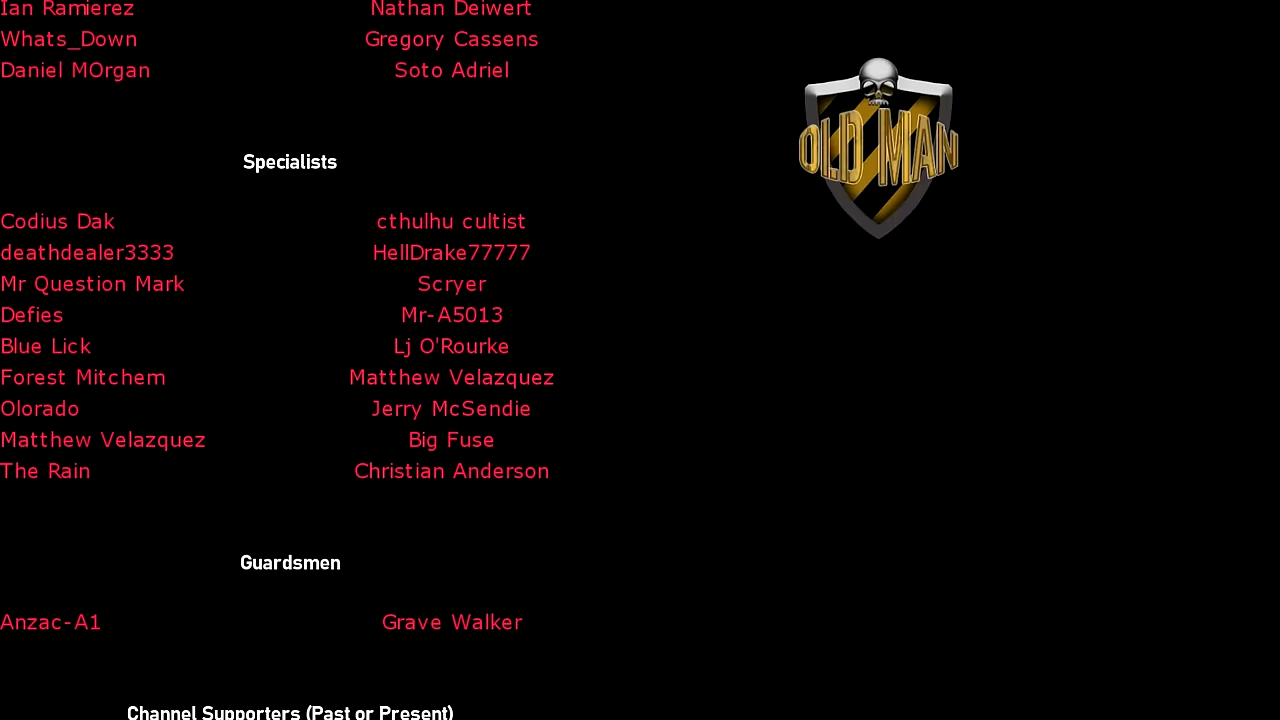 Ian Ramierez Nathan Deiwert
Whats_Down Gregory Cassens
Daniel MOrgan Soto Adriel
OLD MAN
Specialists
Codius Dak cthulhu cultist
deathdealer3333 HellDrake77777
Mr Question Mark Scryer
Defies Mr-A5013
Blue Lick Lj O'Rourke
Forest Mitchem Matthew Velazquez
Olorado Jerry McSendie
Matthew Velazquez Big Fuse
The Rain Christian Anderson
Guardsmen
Anzac-A1 Grave Walker
Channel Supporters (Past or Present)